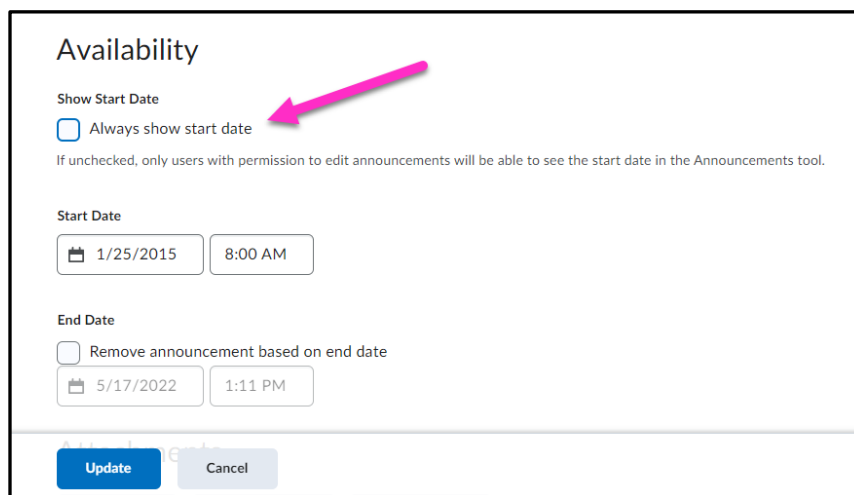 Availability
Show Start Date
Always show start date
If unchecked, only users with permission to edit announcements will be able to see the start date in the Announcements tool.
Start Date
1/25/2015 8:00 AM
End Date
Remove announcement based on end date
5/17/2022 1:11 PM
Attachments
Update Cancel